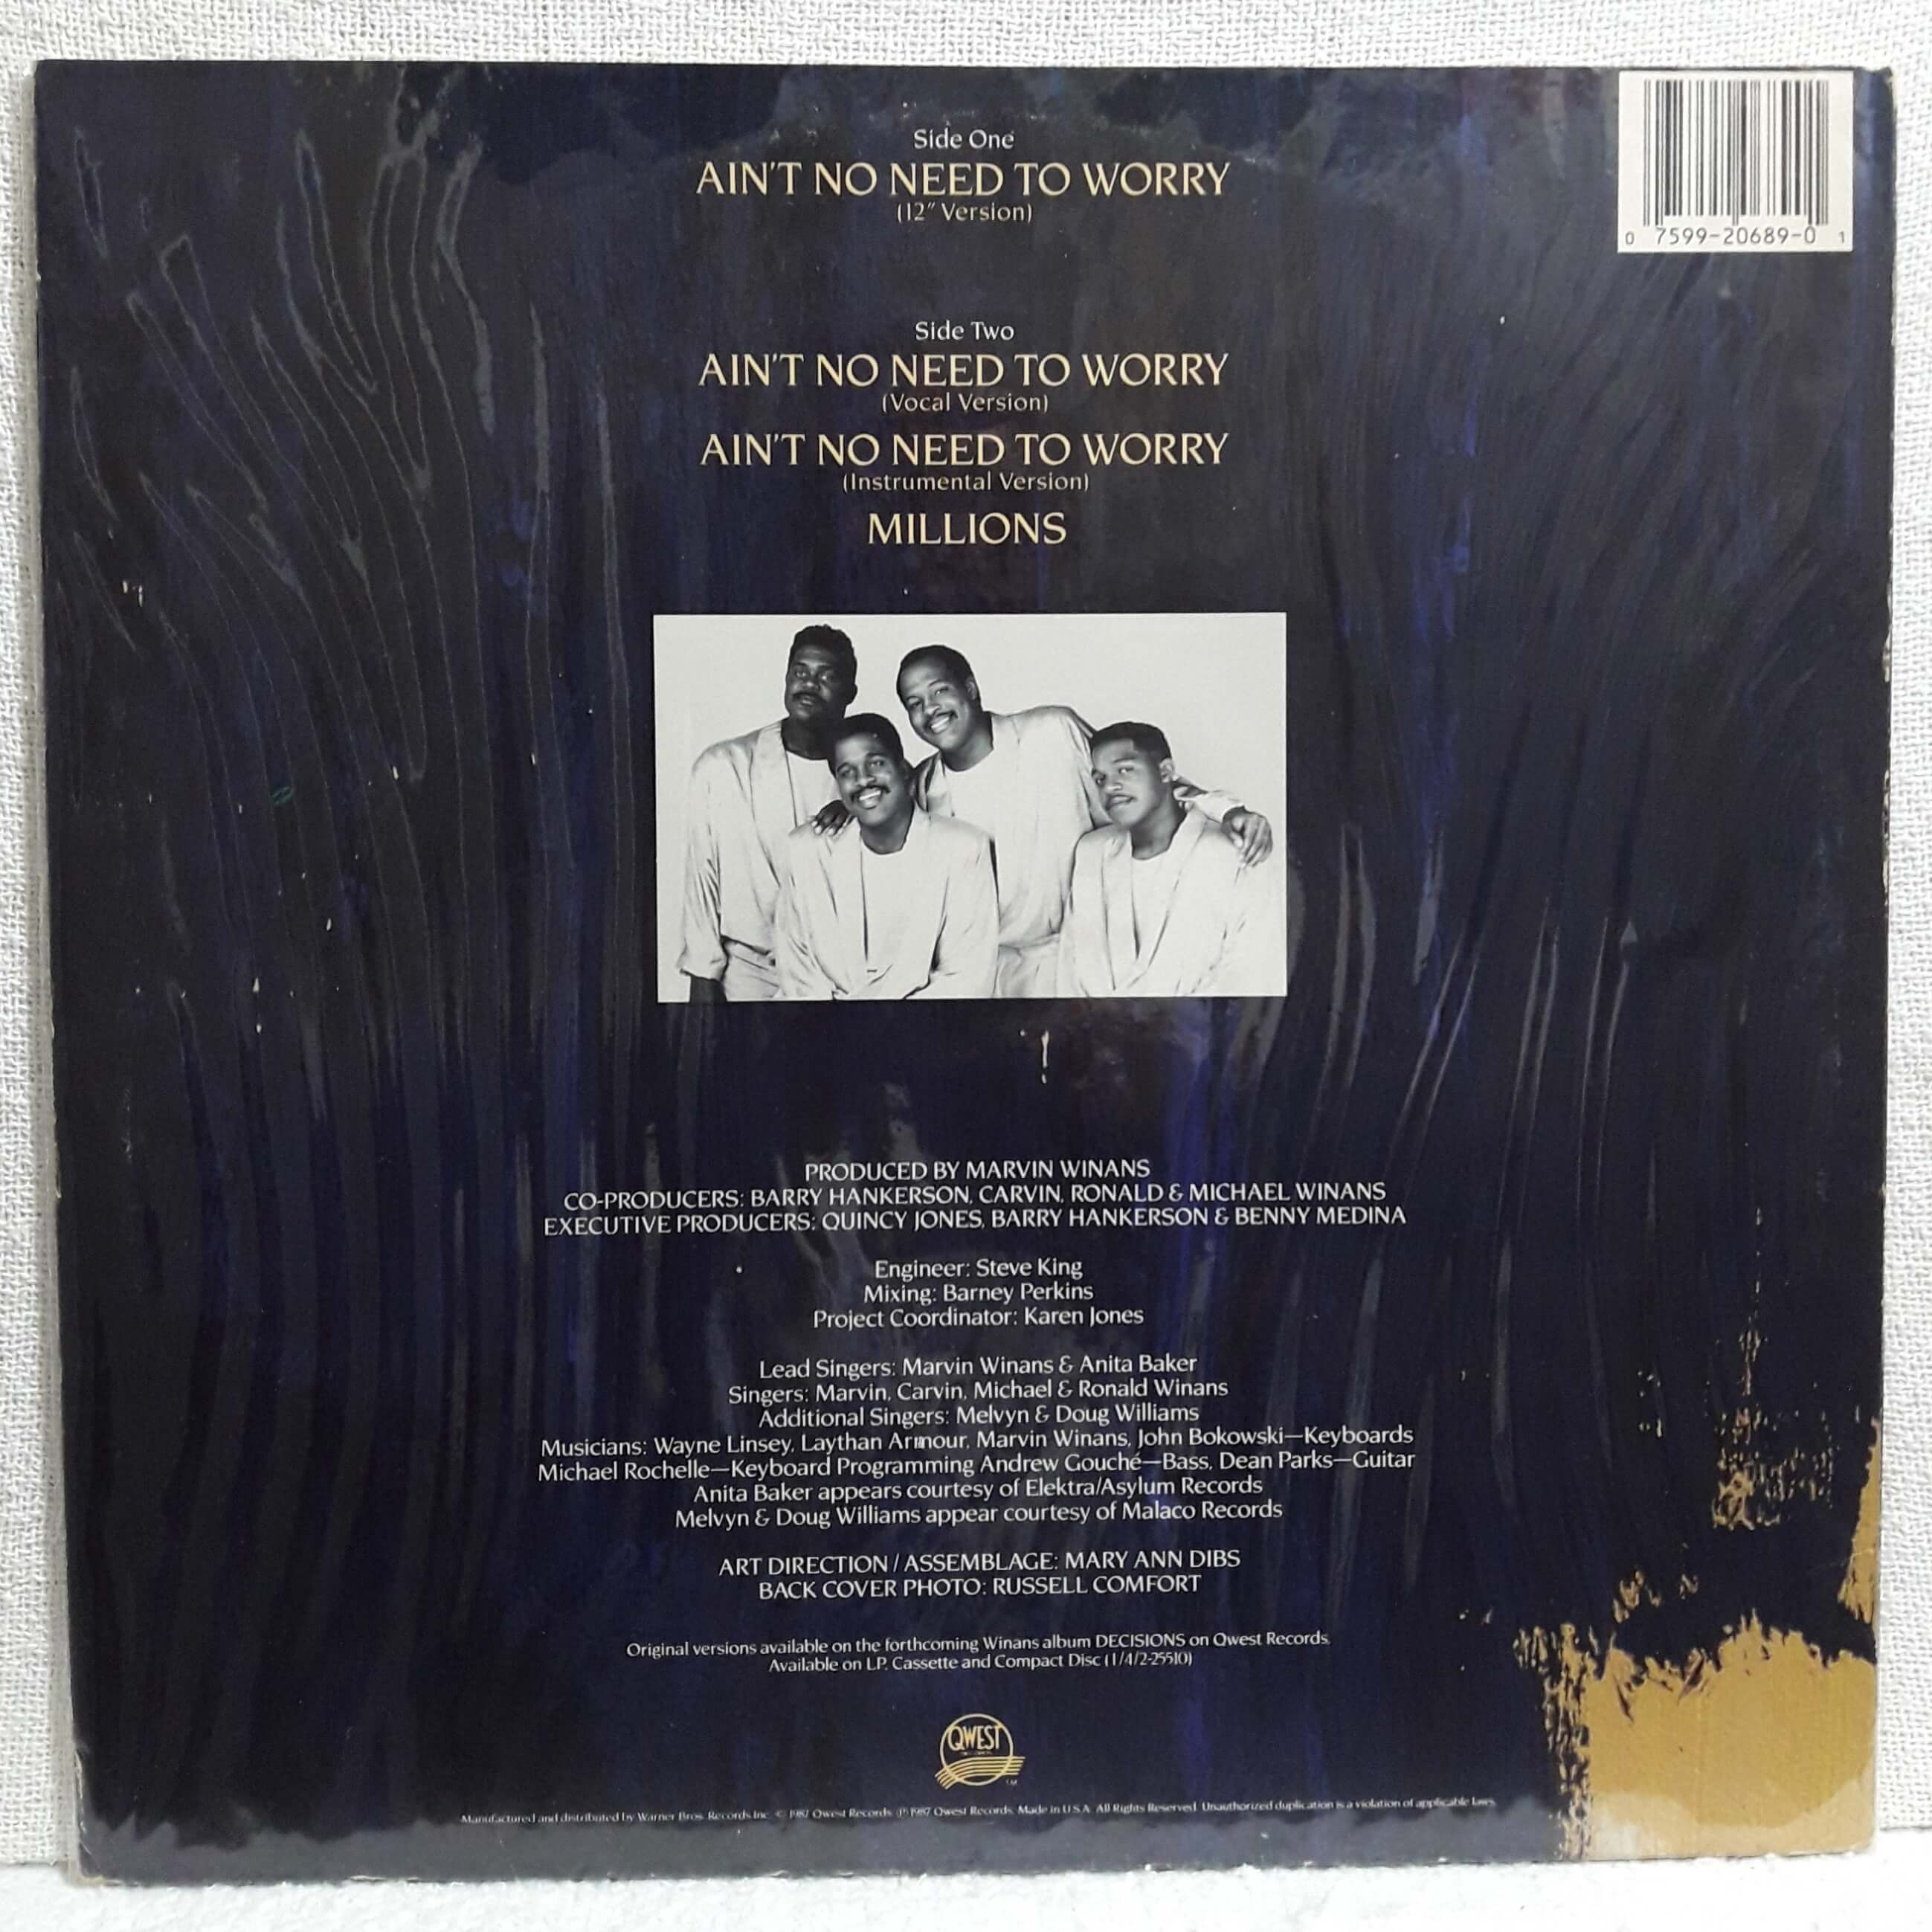 Side One
AIN'T NO NEED TO WORRY
(12" Version)
0 7599-20689-0 1
Side Two
AIN'T NO NEED TO WORRY
(Vocal Version)
AIN'T NO NEED TO WORRY
(Instrumental Version)
MILLIONS
PRODUCED BY MARVIN WINANS
CO-PRODUCERS: BARRY HANKERSON, CARVIN, RONALD & MICHAEL WINANS
EXECUTIVE PRODUCERS: QUINCY JONES, BARRY HANKERSON & BENNY MEDINA
Engineer: Steve King
Mixing: Barney Perkins
Project Coordinator: Karen Jones
Lead Singers: Marvin Winans & Anita Baker
Singers: Marvin, Carvin, Michael & Ronald Winans
Additional Singers: Melvyn & Doug Williams
Musicians: Wayne Linsey, Laythan Armour, Marvin Winans, John Bokowski—Keyboards
Michael Rochelle—Keyboard Programming Andrew Gouché—Bass, Dean Parks—Guitar
Anita Baker appears courtesy of Elektra/Asylum Records
Melvyn & Doug Williams appear courtesy of Malaco Records
ART DIRECTION / ASSEMBLAGE: MARY ANN DIBS
BACK COVER PHOTO: RUSSELL COMFORT
Original versions available on the forthcoming Winans album DECISIONS on Qwest Records.
Available on LP, Cassette and Compact Disc (1/4/2-25510)
QWEST
Manufactured and distributed by Warner Bros. Records Inc. © 1987 Qwest Records. ℗ 1987 Qwest Records. Made in U.S.A. All Rights Reserved. Unauthorized duplication is a violation of applicable laws.